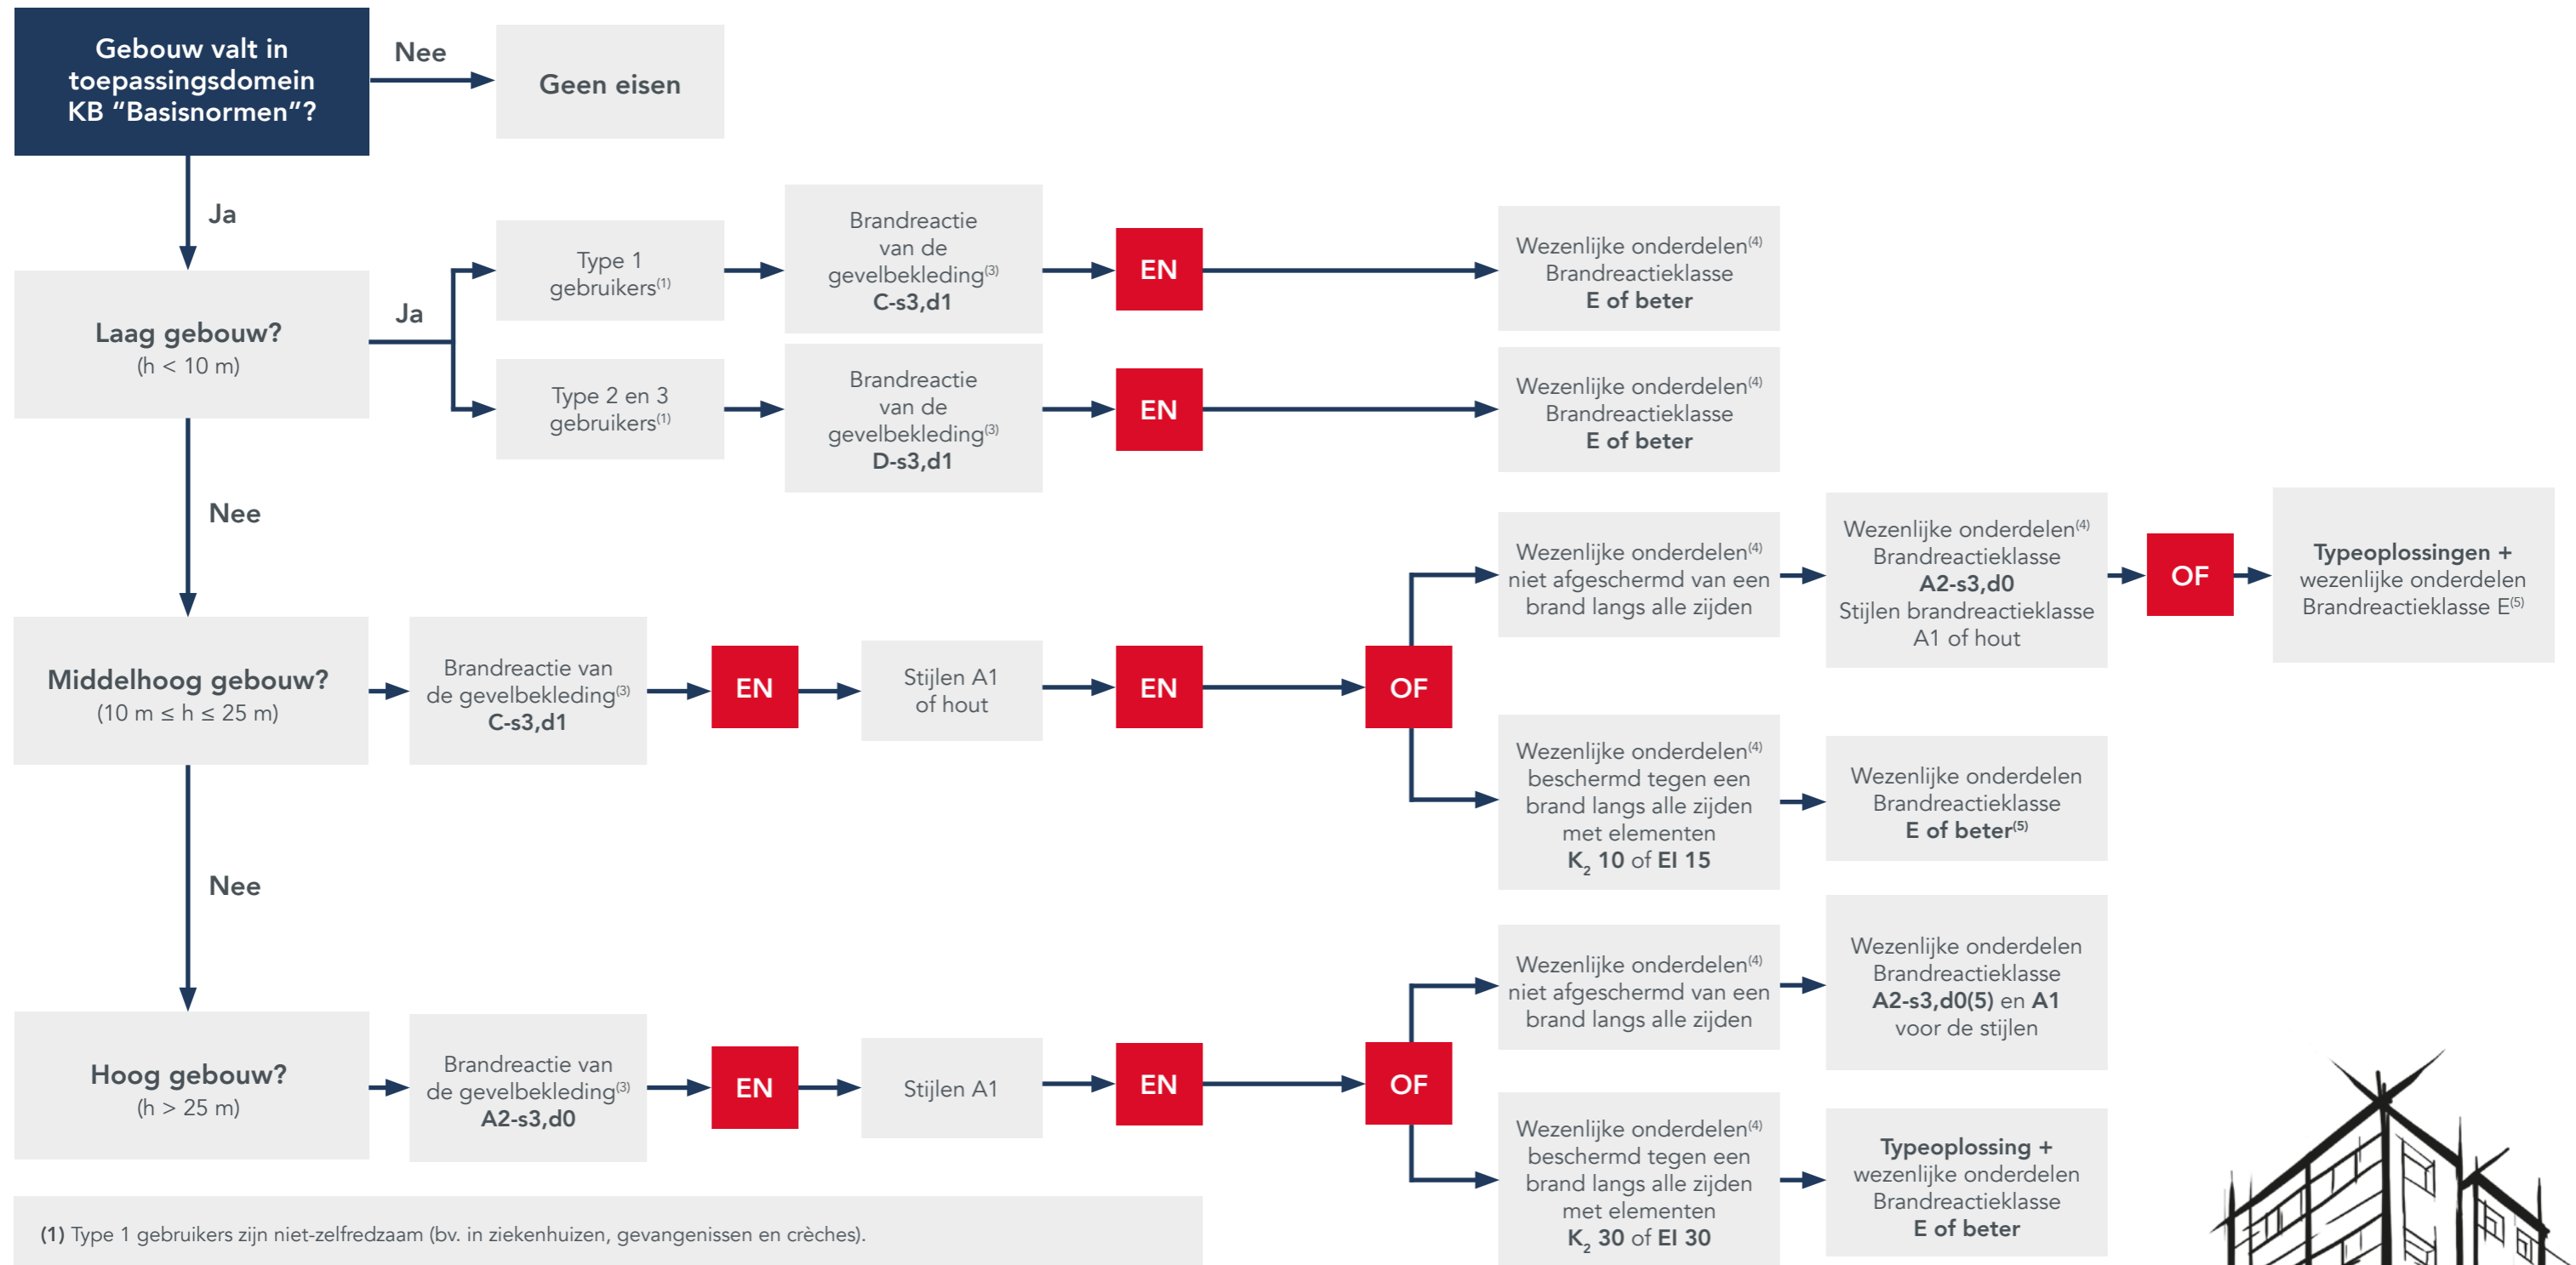 Gebouw valt in
toepassingsdomein
KB “Basisnormen”?
Nee
Geen eisen
Ja
Laag gebouw?
(h < 10 m)
Ja
Type 1
gebruikers(1)
Brandreactie
van de
gevelbekleding(3)
C-s3,d1
EN
Wezenlijke onderdelen(4)
Brandreactieklasse
E of beter
Type 2 en 3
gebruikers(1)
Brandreactie
van de
gevelbekleding(3)
D-s3,d1
EN
Wezenlijke onderdelen(4)
Brandreactieklasse
E of beter
Nee
Middelhoog gebouw?
(10 m ≤ h ≤ 25 m)
Brandreactie van
de gevelbekleding(3)
C-s3,d1
EN
Stijlen A1
of hout
EN
OF
Wezenlijke onderdelen(4)
niet afgeschermd van een
brand langs alle zijden
Wezenlijke onderdelen(4)
Brandreactieklasse
A2-s3,d0
Stijlen brandreactieklasse
A1 of hout
OF
Typeoplossingen +
wezenlijke onderdelen
Brandreactieklasse E(5)
Wezenlijke onderdelen(4)
beschermd tegen een
brand langs alle zijden
met elementen
K2 10 of EI 15
Wezenlijke onderdelen
Brandreactieklasse
E of beter(5)
Nee
Hoog gebouw?
(h > 25 m)
Brandreactie van
de gevelbekleding(3)
A2-s3,d0
EN
Stijlen A1
EN
OF
Wezenlijke onderdelen(4)
niet afgeschermd van een
brand langs alle zijden
Wezenlijke onderdelen
Brandreactieklasse
A2-s3,d0(5) en A1
voor de stijlen
Wezenlijke onderdelen(4)
beschermd tegen een
brand langs alle zijden
met elementen
K2 30 of EI 30
Typeoplossing +
wezenlijke onderdelen
Brandreactieklasse
E of beter
(1) Type 1 gebruikers zijn niet-zelfredzaam (bv. in ziekenhuizen, gevangenissen en crèches).